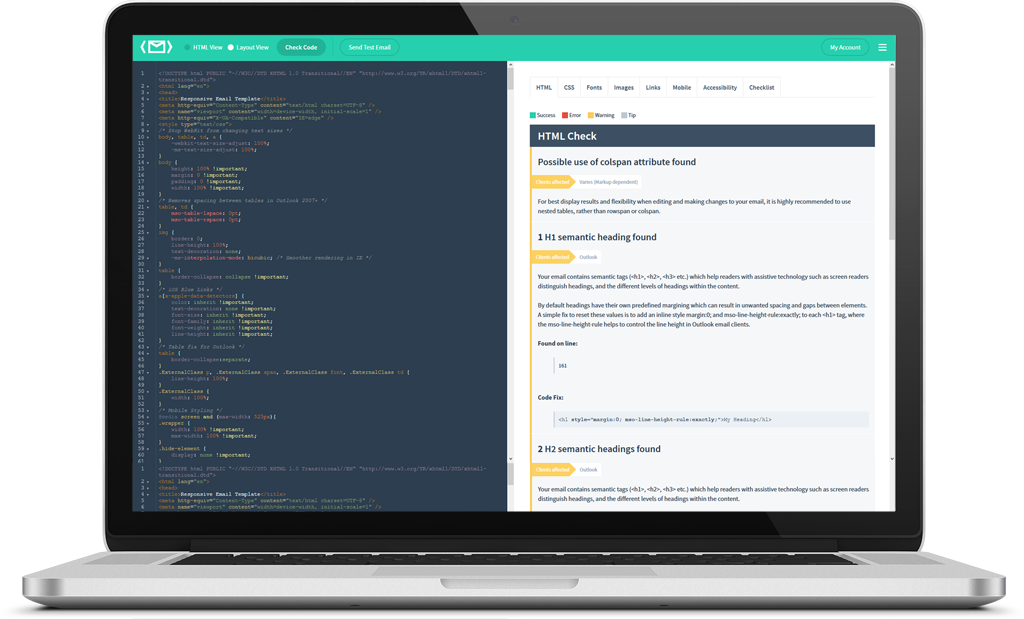 HTML View
Layout View
Check Code
Send Test Email
My Account
1 <!DOCTYPE html PUBLIC "-//W3C//DTD XHTML 1.0 Transitional//EN" "http://www.w3.org/TR/xhtml1/DTD/xhtml1-
transitional.dtd">
2 <html lang="en">
3 <head>
4 <title>Responsive Email Template</title>
5 <meta http-equiv="Content-Type" content="text/html charset=UTF-8" />
6 <meta name="viewport" content="width=device-width, initial-scale=1" />
7 <meta http-equiv="X-UA-Compatible" content="IE=edge" />
8 <style type="text/css">
9 /* Stop Webkit from changing text sizes */
10 body, table, td, a {
11 -webkit-text-size-adjust: 100%;
12 -ms-text-size-adjust: 100%;
13 }
14 body {
15 height: 100% !important;
16 margin: 0 !important;
17 padding: 0 !important;
18 width: 100% !important;
19 }
20 /* Removes spacing between tables in Outlook 2007+ */
21 table, td {
22 mso-table-lspace: 0pt;
23 mso-table-rspace: 0pt;
24 }
25 img {
26 border: 0;
27 line-height: 100%;
28 text-decoration: none;
29 -ms-interpolation-mode: bicubic; /* Smoother rendering in IE */
30 }
31 table {
32 border-collapse: collapse !important;
33 }
34 /* iOS Blue Links */
35 a[x-apple-data-detectors] {
36 color: inherit !important;
37 text-decoration: none !important;
38 font-size: inherit !important;
39 font-family: inherit !important;
40 font-weight: inherit !important;
41 line-height: inherit !important;
42 }
43 /* Table fix for Outlook */
44 table {
45 border-collapse:separate;
46 }
47 .ExternalClass p, .ExternalClass span, .ExternalClass font, .ExternalClass td {
48 line-height: 100%;
49 }
50 .ExternalClass {
51 width: 100%;
52 }
53 /* Mobile Styling */
54 @media screen and (max-width: 525px){
55 .wrapper {
56 width: 100% !important;
57 max-width: 100% !important;
58 }
59 .hide-element {
60 display: none !important;
61 }
1 <!DOCTYPE html PUBLIC "-//W3C//DTD XHTML 1.0 Transitional//EN" "http://www.w3.org/TR/xhtml1/DTD/xhtml1-
transitional.dtd">
2 <html lang="en">
3 <head>
4 <title>Responsive Email Template</title>
5 <meta http-equiv="Content-Type" content="text/html charset=UTF-8" />
6 <meta name="viewport" content="width=device-width, initial-scale=1" />
HTML CSS Fonts Images Links Mobile Accessibility Checklist
Success Error Warning Tip
HTML Check
Possible use of colspan attribute found
Clients affected Varies (Markup-dependent)
For best display results and flexibility when editing and making changes to your email, it is highly recommended to use
nested tables, rather than rowspan or colspan.
1 H1 semantic heading found
Clients affected Outlook
Your email contains semantic tags (<h1>, <h2>, <h3> etc.) which help readers with assistive technology such as screen readers
distinguish headings, and the different levels of headings within the content.
By default headings have their own predefined margining which can result in unwanted spacing and gaps between elements.
A simple fix to reset these values is to add an inline style margin:0; and mso-line-height-rule:exactly; to each <h1> tag, where
the mso-line-height-rule helps to control the line height in Outlook email clients.
Found on line:
161
Code Fix:
<h1 style="margin:0; mso-line-height-rule:exactly;">My Heading</h1>
2 H2 semantic headings found
Clients affected Outlook
Your email contains semantic tags (<h1>, <h2>, <h3> etc.) which help readers with assistive technology such as screen readers
distinguish headings, and the different levels of headings within the content.